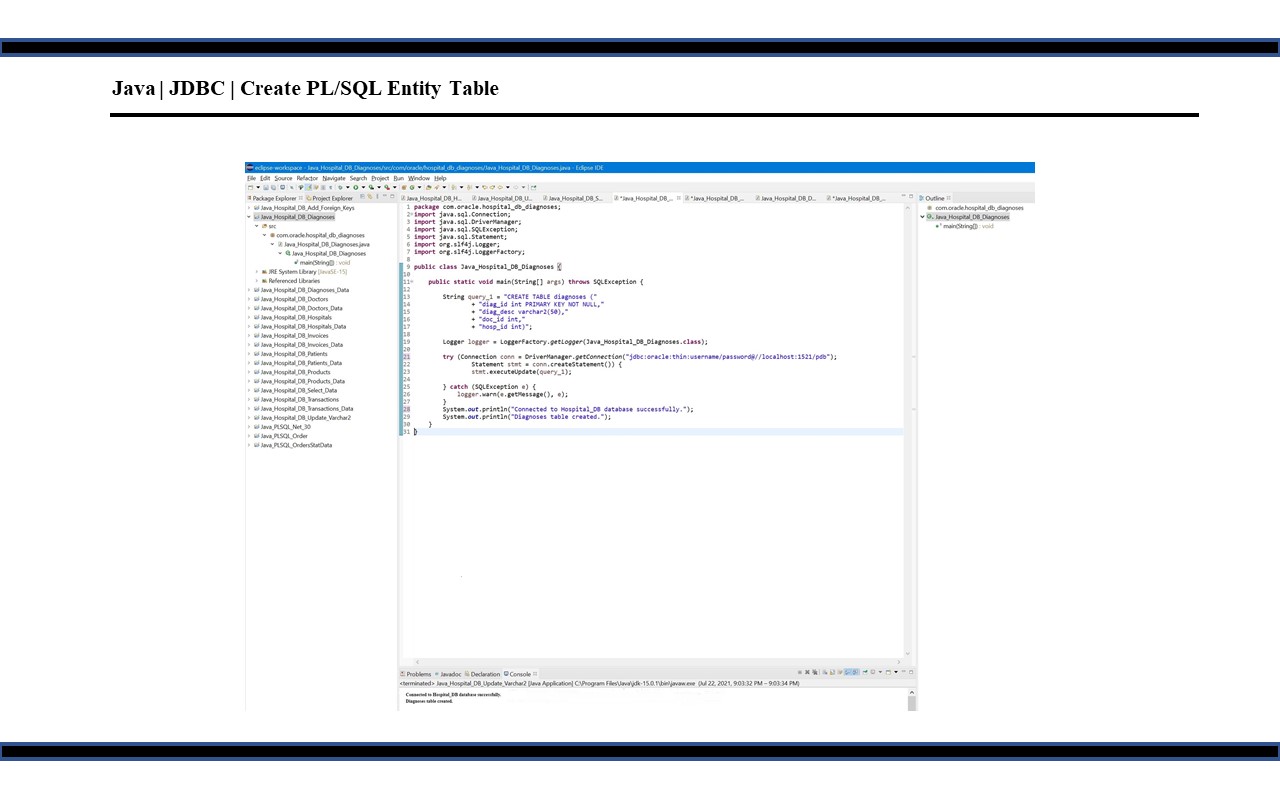 Java | JDBC | Create PL/SQL Entity Table
eclipse-workspace - Java_Hospital_DB_Diagnoses/src/com/oracle/hospital_db_diagnoses/Java_Hospital_DB_Diagnoses.java - Eclipse IDE
File Edit Source Refactor Navigate Search Project Run Window Help
Package Explorer Project Explorer
Java_Hospital_DB_Add_Foreign_Keys
Java_Hospital_DB_Diagnoses
src
com.oracle.hospital_db_diagnoses
Java_Hospital_DB_Diagnoses.java
Java_Hospital_DB_Diagnoses
main(String[]) : void
JRE System Library [JavaSE-15]
Referenced Libraries
Java_Hospital_DB_Diagnoses_Data
Java_Hospital_DB_Doctors
Java_Hospital_DB_Doctors_Data
Java_Hospital_DB_Hospitals
Java_Hospital_DB_Hospitals_Data
Java_Hospital_DB_Invoices
Java_Hospital_DB_Invoices_Data
Java_Hospital_DB_Patients
Java_Hospital_DB_Patients_Data
Java_Hospital_DB_Products
Java_Hospital_DB_Products_Data
Java_Hospital_DB_Select_Data
Java_Hospital_DB_Transactions
Java_Hospital_DB_Transactions_Data
Java_Hospital_DB_Update_Varchar2
Java_PLSQL_Net_30
Java_PLSQL_Order
Java_PLSQL_OrdersStatData
Java_Hospital_DB_H... Java_Hospital_DB_U... Java_Hospital_DB_S... *Java_Hospital_DB_... *Java_Hospital_DB_... Java_Hospital_DB_D... *Java_Hospital_DB_...
1 package com.oracle.hospital_db_diagnoses;
2 import java.sql.Connection;
3 import java.sql.DriverManager;
4 import java.sql.SQLException;
5 import java.sql.Statement;
6 import org.slf4j.Logger;
7 import org.slf4j.LoggerFactory;
8
9 public class Java_Hospital_DB_Diagnoses {
10
11 public static void main(String[] args) throws SQLException {
12
13 String query_1 = "CREATE TABLE diagnoses ("
14 + "diag_id int PRIMARY KEY NOT NULL,"
15 + "diag_desc varchar2(50),"
16 + "doc_id int,"
17 + "hosp_id int)";
18
19 Logger logger = LoggerFactory.getLogger(Java_Hospital_DB_Diagnoses.class);
20
21 try (Connection conn = DriverManager.getConnection("jdbc:oracle:thin:username/password@//localhost:1521/pdb");
22 Statement stmt = conn.createStatement()) {
23 stmt.executeUpdate(query_1);
24
25 } catch (SQLException e) {
26 logger.warn(e.getMessage(), e);
27 }
28 System.out.println("Connected to Hospital_DB database successfully.");
29 System.out.println("Diagnoses table created.");
30 }
31 }
Outline
com.oracle.hospital_db_diagnoses
Java_Hospital_DB_Diagnoses
main(String[]) : void
Problems Javadoc Declaration Console
<terminated> Java_Hospital_DB_Update_Varchar2 [Java Application] C:\Program Files\Java\jdk-15.0.1\bin\javaw.exe (Jul 22, 2021, 9:03:32 PM – 9:03:34 PM)
Connected to Hospital_DB database successfully.
Diagnoses table created.